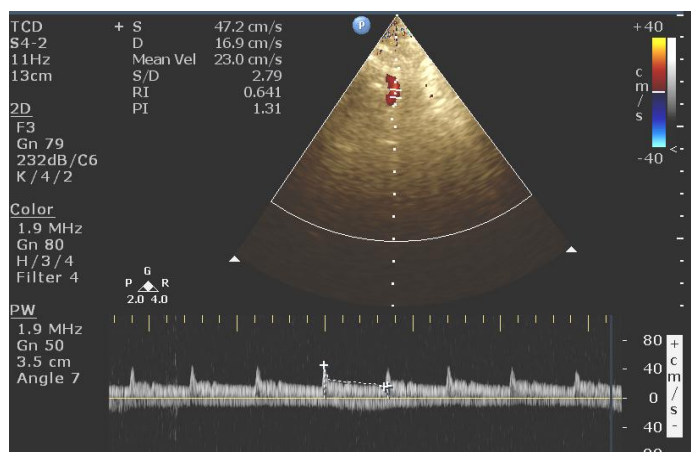 TCD
S4-2
11Hz
13cm
2D
F3
Gn 79
232dB/C6
K/4/2
Color
1.9 MHz
Gn 80
H/3/4
Filter 4
PW
1.9 MHz
Gn 50
3.5 cm
Angle 7
+ S 47.2 cm/s
D 16.9 cm/s
Mean Vel 23.0 cm/s
S/D 2.79
RI 0.641
PI 1.31
P
G
P R
2.0 4.0
+40
c
m
/
s
-40
80
40
0
40
+
c
m
/
s
-